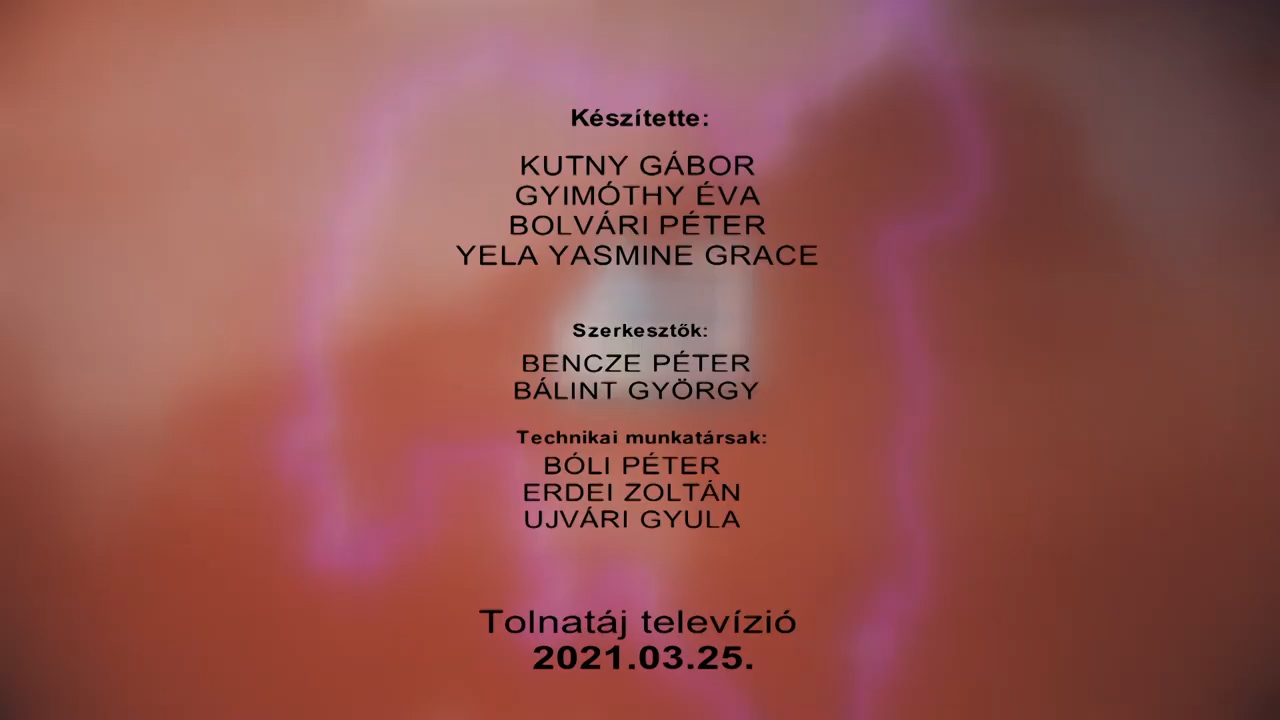 Készítette:
KUTNY GÁBOR
GYIMÓTHY ÉVA
BOLVÁRI PÉTER
YELA YASMINE GRACE
Szerkesztők:
BENCZE PÉTER
BÁLINT GYÖRGY
Technikai munkatársak:
BÓLI PÉTER
ERDEI ZOLTÁN
UJVÁRI GYULA
Tolnatáj televízió
2021.03.25.